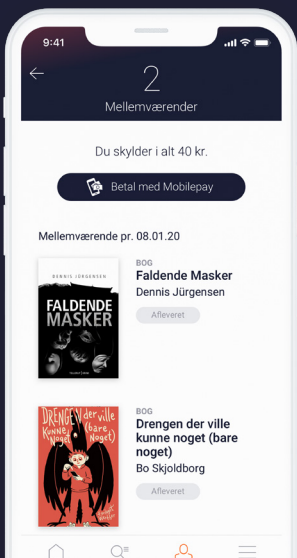 9:41
2
Mellemværender
Du skylder i alt 40 kr.
Betal med Mobilepay
Mellemværende pr. 08.01.20
BOG
Faldende Masker
Dennis Jürgensen
Afleveret
DENNIS JÜRGENSEN
FALDENDE
MASKER
BOG
Drengen der ville
kunne noget (bare
noget)
Bo Skjoldborg
Afleveret
DRENGEN der ville
Kunne (bare
Noget Noget)